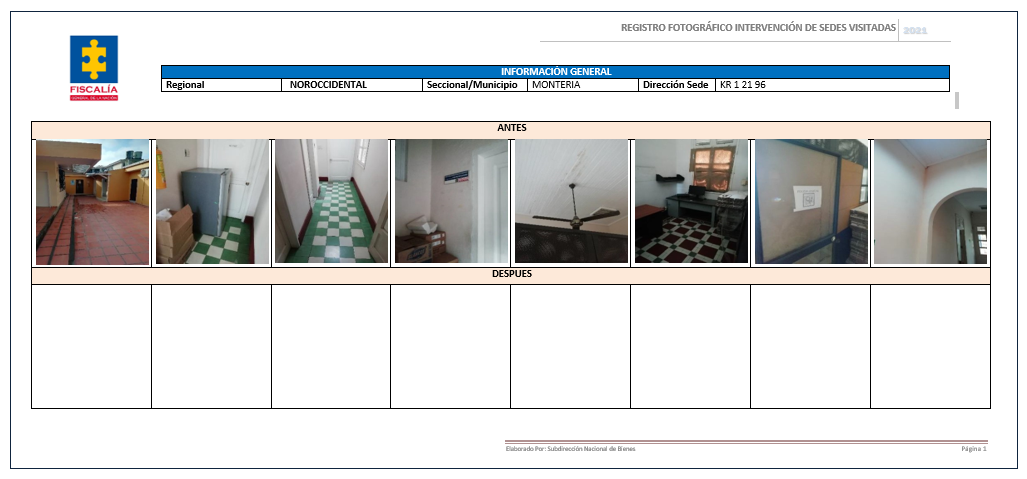 REGISTRO FOTOGRÁFICO INTERVENCIÓN DE SEDES VISITADAS 2021
FISCALÍA
GENERAL DE LA NACIÓN
INFORMACIÓN GENERAL
Regional NOROCCIDENTAL Seccional/Municipio MONTERIA Dirección Sede KR 1 21 96
ANTES
DESPUES
Elaborado Por: Subdirección Nacional de Bienes Página 1